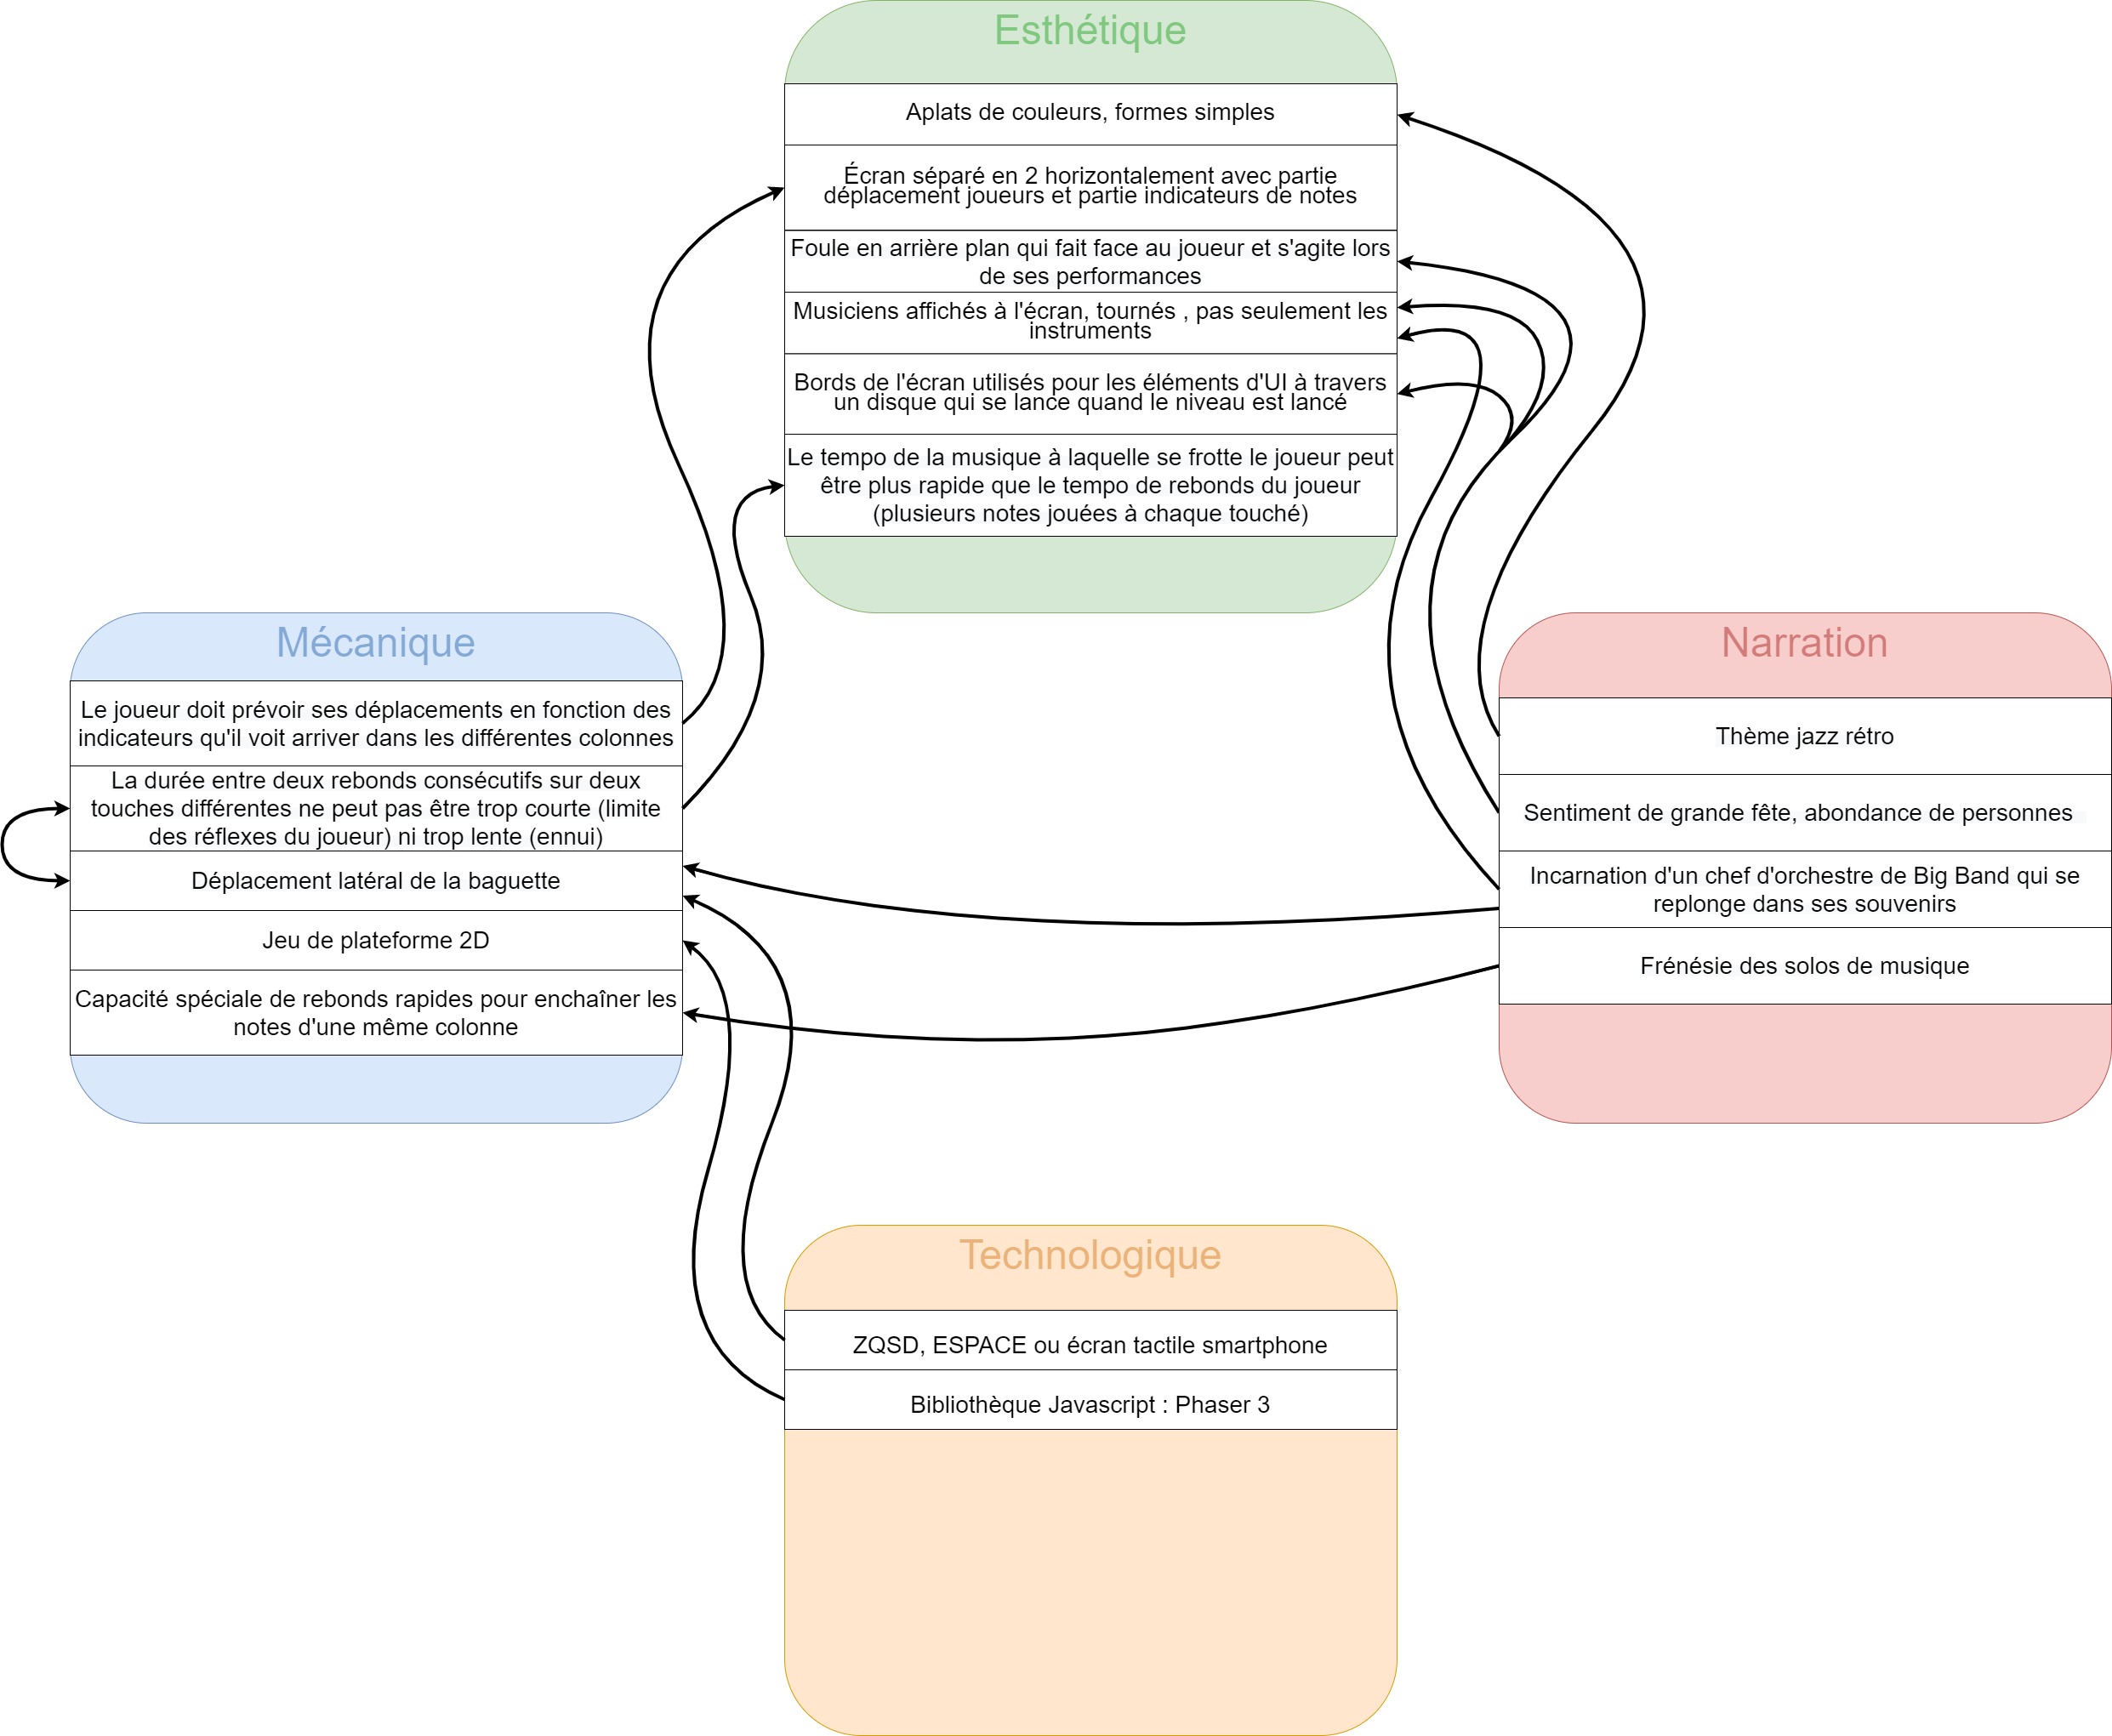 Esthétique
Aplats de couleurs, formes simples
Écran séparé en 2 horizontalement avec partie
déplacement joueurs et partie indicateurs de notes
Foule en arrière plan qui fait face au joueur et s'agite lors
de ses performances
Musiciens affichés à l'écran, tournés , pas seulement les
instruments
Bords de l'écran utilisés pour les éléments d'UI à travers
un disque qui se lance quand le niveau est lancé
Le tempo de la musique à laquelle se frotte le joueur peut
être plus rapide que le tempo de rebonds du joueur
(plusieurs notes jouées à chaque touché)
Mécanique
Le joueur doit prévoir ses déplacements en fonction des
indicateurs qu'il voit arriver dans les différentes colonnes
La durée entre deux rebonds consécutifs sur deux
touches différentes ne peut pas être trop courte (limite
des réflexes du joueur) ni trop lente (ennui)
Déplacement latéral de la baguette
Jeu de plateforme 2D
Capacité spéciale de rebonds rapides pour enchaîner les
notes d'une même colonne
Narration
Thème jazz rétro
Sentiment de grande fête, abondance de personnes
Incarnation d'un chef d'orchestre de Big Band qui se
replonge dans ses souvenirs
Frénésie des solos de musique
Technologique
ZQSD, ESPACE ou écran tactile smartphone
Bibliothèque Javascript : Phaser 3